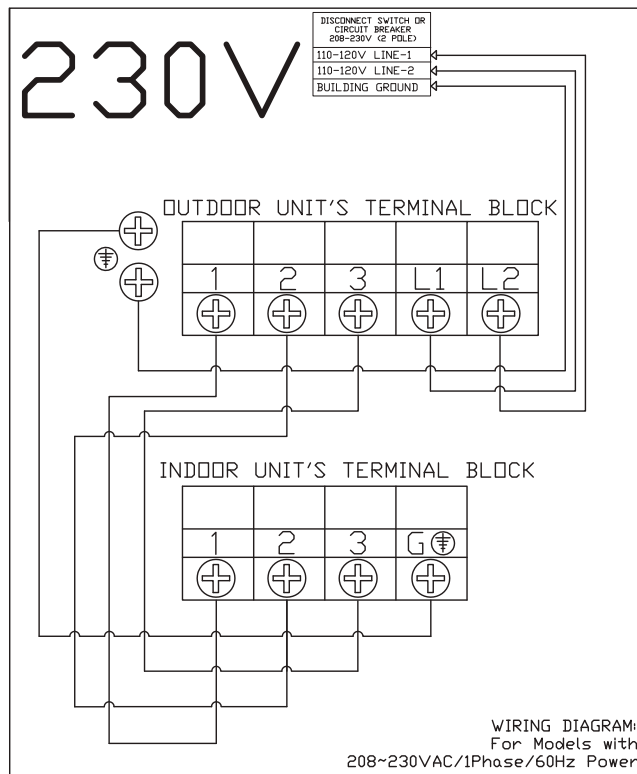 230V
DISCONNECT SWITCH OR
CIRCUIT BREAKER
208-230V (2 POLE)
110-120V LINE-1
110-120V LINE-2
BUILDING GROUND
OUTDOOR UNIT'S TERMINAL BLOCK
1 2 3 L1 L2
INDOOR UNIT'S TERMINAL BLOCK
1 2 3 G
WIRING DIAGRAM:
For Models with
208~230VAC/1Phase/60Hz Power